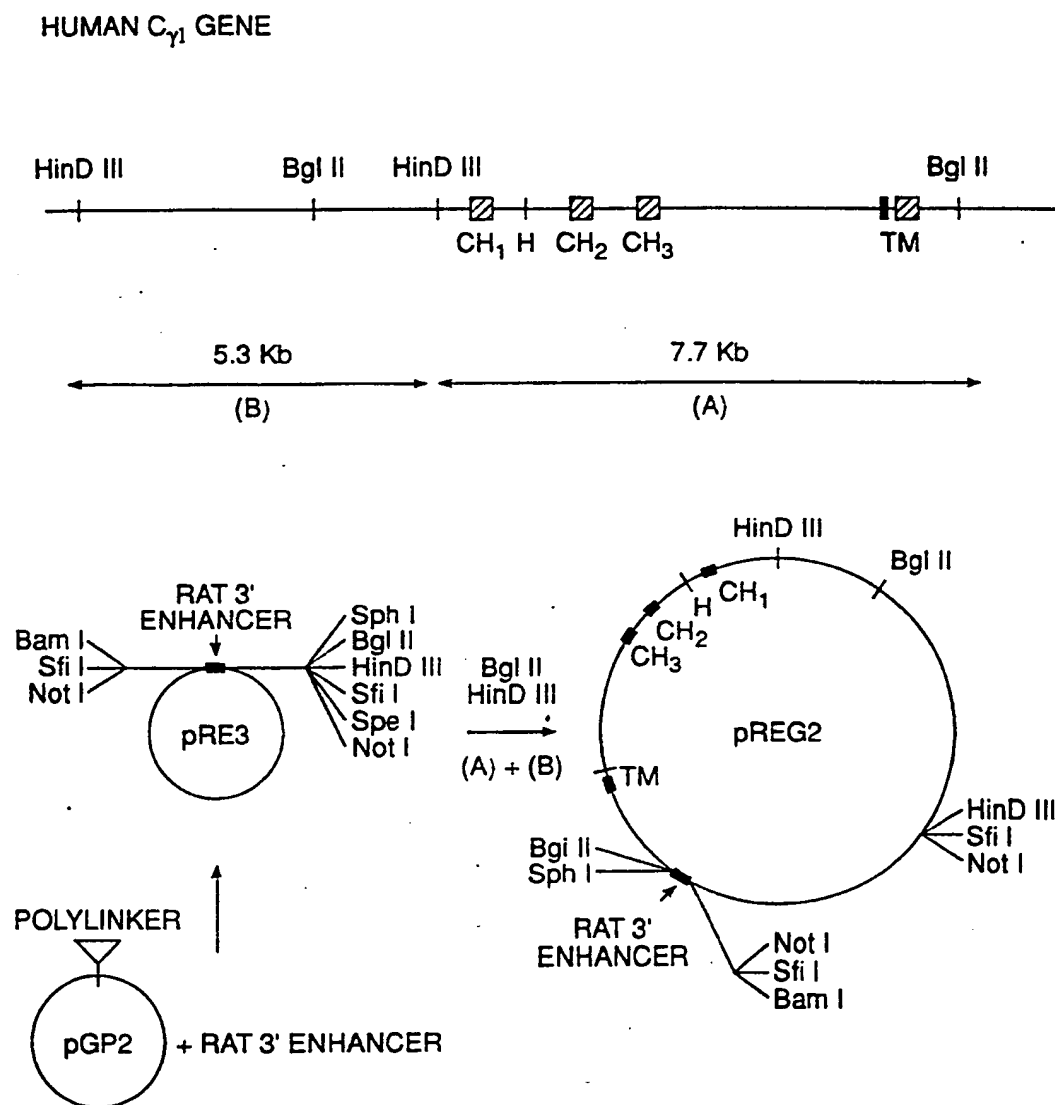 HUMAN Cγ1 GENE
HinD III
Bgl II
HinD III
Bgl II
CH1
H
CH2
CH3
TM
5.3 Kb
7.7 Kb
(B)
(A)
RAT 3'
ENHANCER
Bam I
Sfi I
Not I
Sph I
Bgl II
HinD III
Sfi I
Spe I
Not I
pRE3
Bgl II
HinD III
(A) + (B)
HinD III
Bgl II
CH1
H
CH2
CH3
pREG2
TM
HinD III
Sfi I
Not I
Bgi II
Sph I
RAT 3'
ENHANCER
Not I
Sfi I
Bam I
POLYLINKER
pGP2
+ RAT 3' ENHANCER